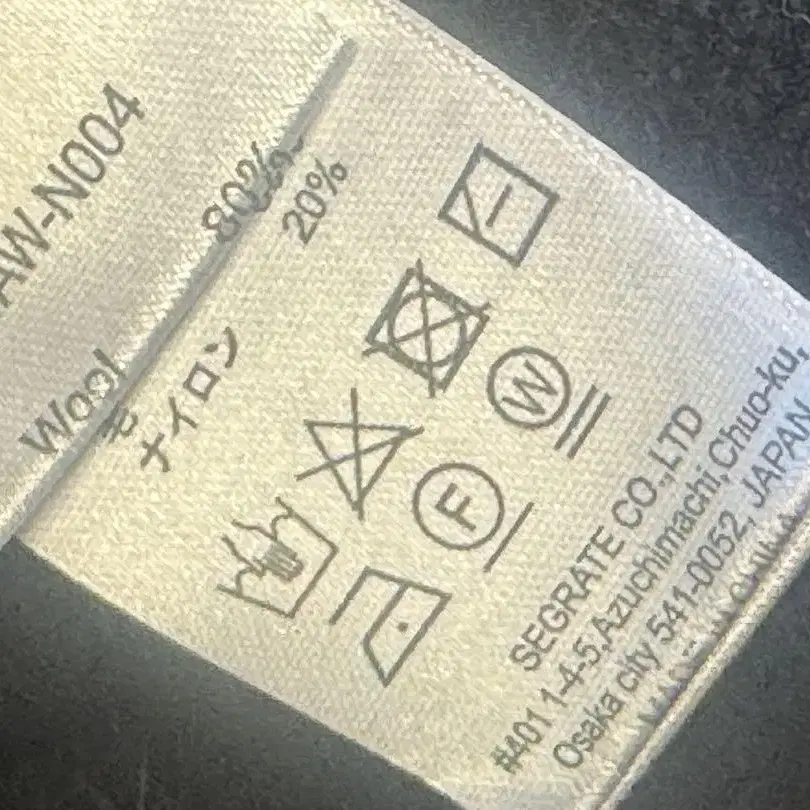 AW-N004
Wool 80%
毛
ナイロン 20%
W
F
SEGRATE CO.,LTD
#401 1-4-5,Azuchimachi,Chuo-ku,
Osaka city 541-0052, JAPAN